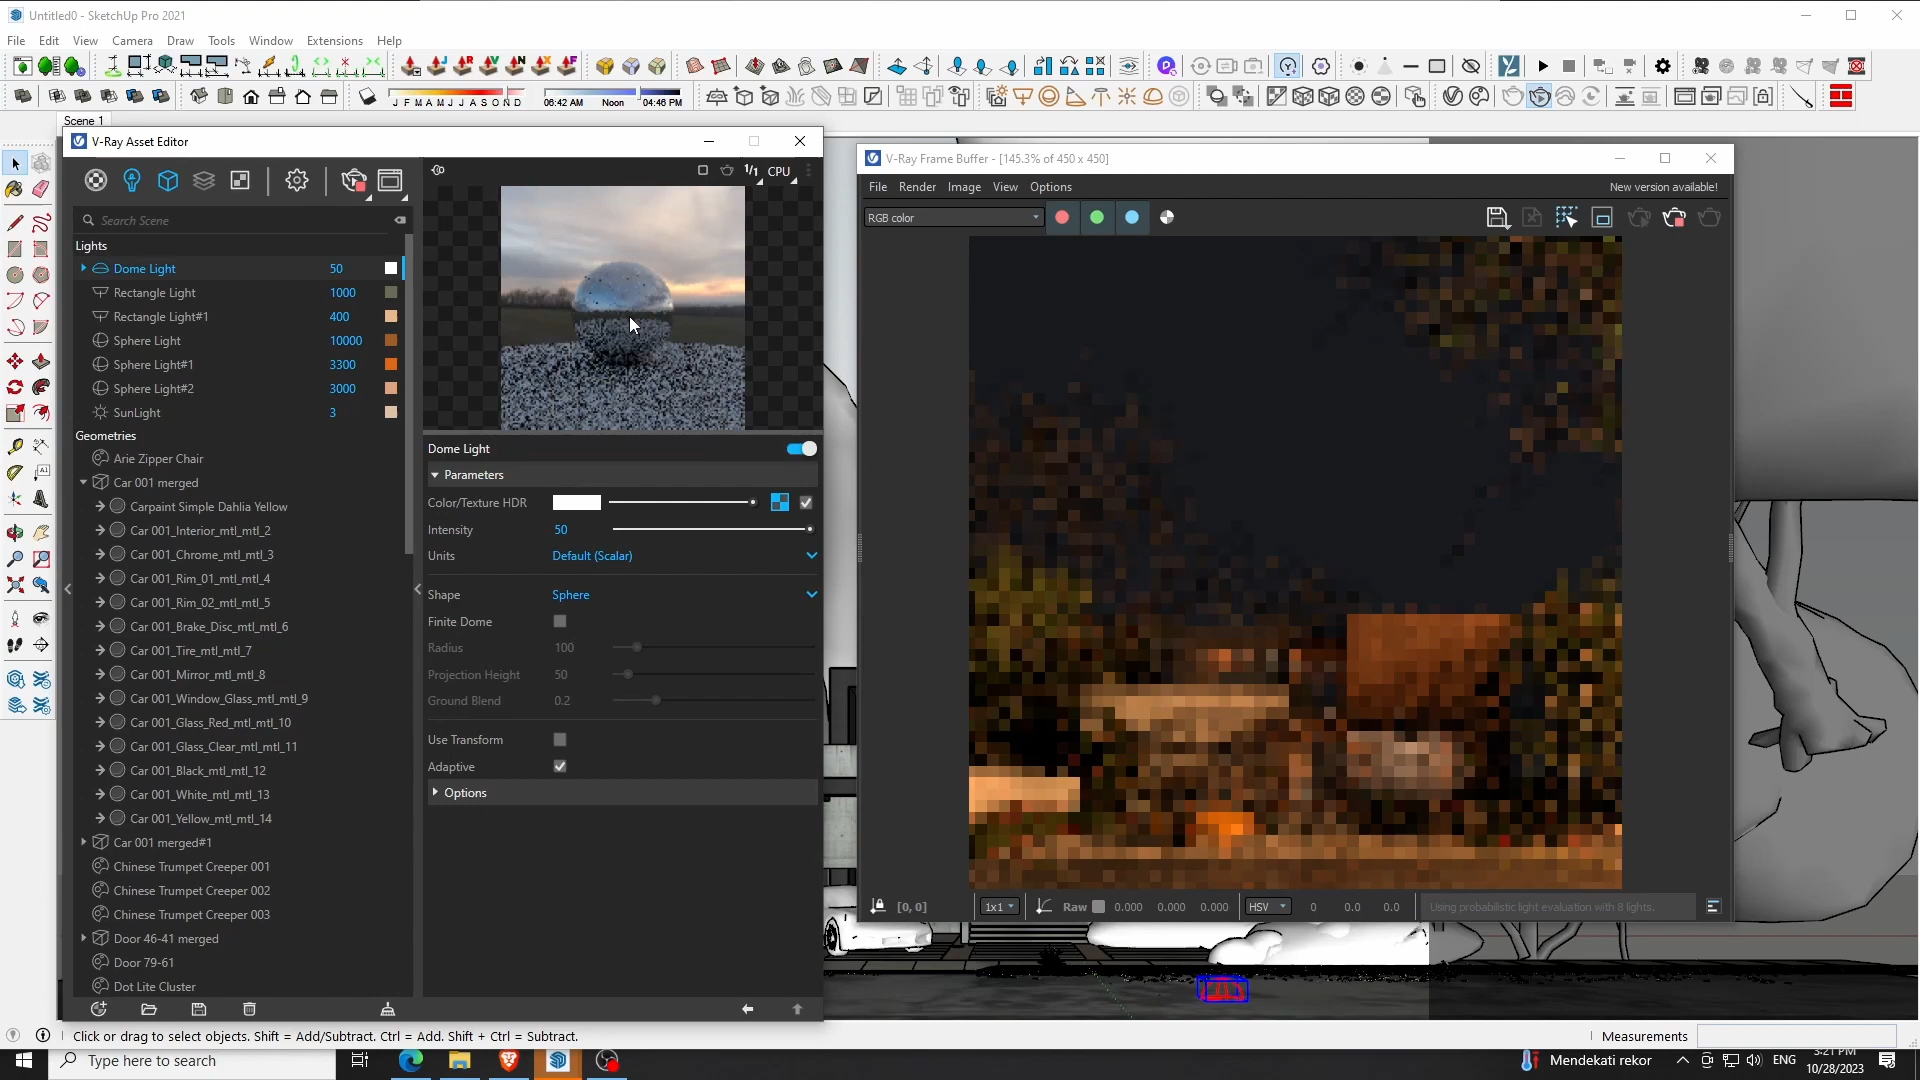 Untitled0 - SketchUp Pro 2021
File Edit View Camera Draw Tools Window Extensions Help
J F M A M J J A S O N D 06:42 AM Noon 04:46 PM
Scene 1
V-Ray Asset Editor
1/1 CPU
Search Scene
Lights
Dome Light 50
Rectangle Light 1000
Rectangle Light#1 400
Sphere Light 10000
Sphere Light#1 3300
Sphere Light#2 3000
SunLight 3
Geometries
Arie Zipper Chair
Car 001 merged
Carpaint Simple Dahlia Yellow
Car 001_Interior_mtl_mtl_2
Car 001_Chrome_mtl_mtl_3
Car 001_Rim_01_mtl_mtl_4
Car 001_Rim_02_mtl_mtl_5
Car 001_Brake_Disc_mtl_mtl_6
Car 001_Tire_mtl_mtl_7
Car 001_Mirror_mtl_mtl_8
Car 001_Window_Glass_mtl_mtl_9
Car 001_Glass_Red_mtl_mtl_10
Car 001_Glass_Clear_mtl_mtl_11
Car 001_Black_mtl_mtl_12
Car 001_White_mtl_mtl_13
Car 001_Yellow_mtl_mtl_14
Car 001 merged#1
Chinese Trumpet Creeper 001
Chinese Trumpet Creeper 002
Chinese Trumpet Creeper 003
Door 46-41 merged
Door 79-61
Dot Lite Cluster
Dome Light
Parameters
Color/Texture HDR
Intensity 50
Units Default (Scalar)
Shape Sphere
Finite Dome
Radius 100
Projection Height 50
Ground Blend 0.2
Use Transform
Adaptive
Options
V-Ray Frame Buffer - [145.3% of 450 x 450]
File Render Image View Options New version available!
RGB color
[0, 0] 1x1 Raw 0.000 0.000 0.000 HSV 0 0.0 0.0 Using probabilistic light evaluation with 8 lights.
Click or drag to select objects. Shift = Add/Subtract. Ctrl = Add. Shift + Ctrl = Subtract.
Measurements
Type here to search
Mendekati rekor ENG
3:21 PM
10/28/2023